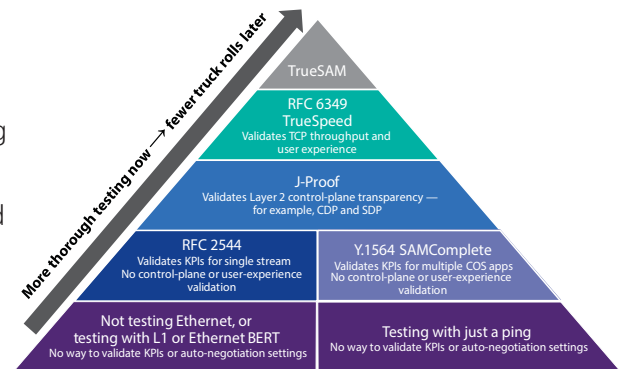 More thorough testing now → fewer truck rolls later
g
d
TrueSAM
RFC 6349
TrueSpeed
Validates TCP throughput and
user experience
J-Proof
Validates Layer 2 control-plane transparency —
for example, CDP and SDP
RFC 2544
Validates KPIs for single stream
No control-plane or user-experience
validation
Y.1564 SAMComplete
Validates KPIs for multiple COS apps
No control-plane or user-experience
validation
Not testing Ethernet, or
testing with L1 or Ethernet BERT
No way to validate KPIs or auto-negotiation settings
Testing with just a ping
No way to validate KPIs or auto-negotiation settings